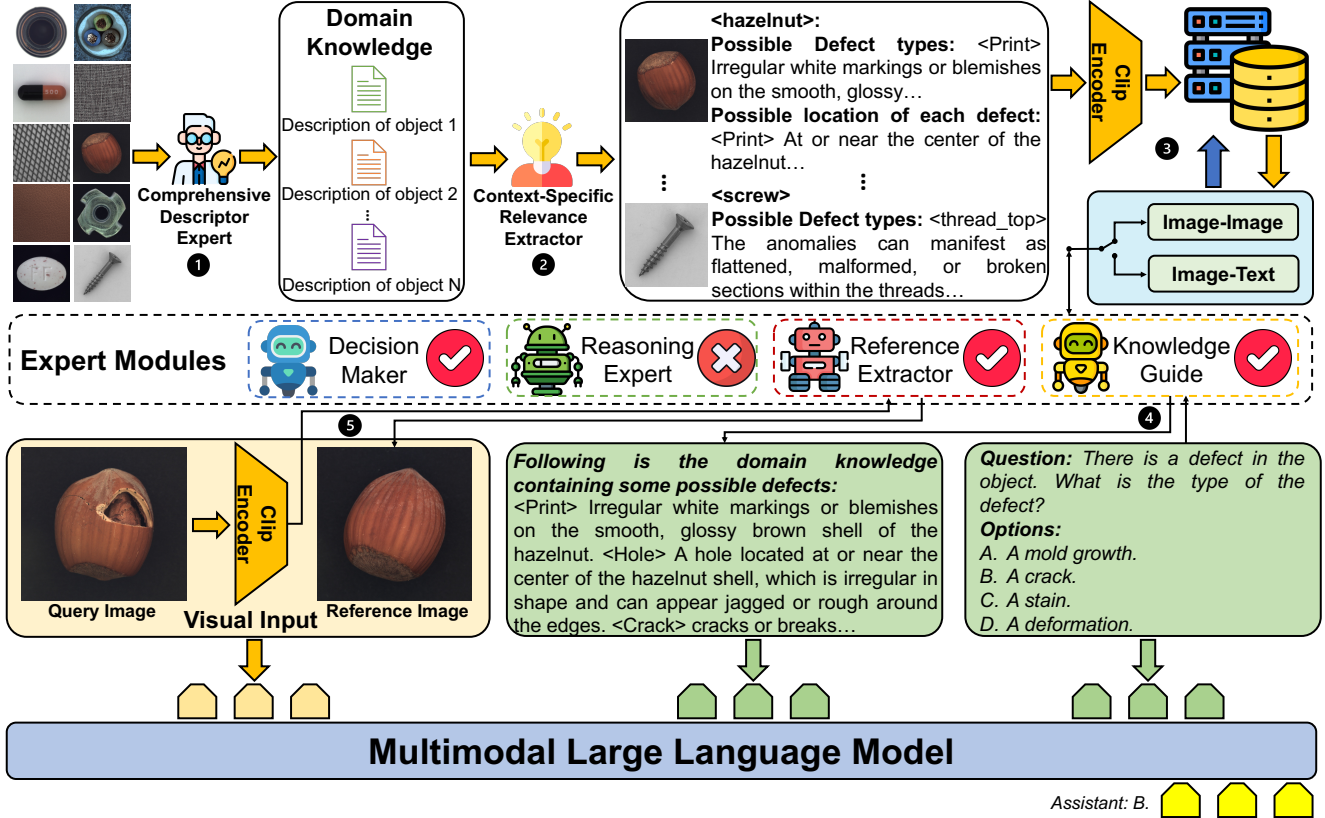 Domain
Knowledge
Description of object 1
Description of object 2
⋮
Description of object N
Comprehensive
Descriptor
Expert
1
Context-Specific
Relevance
Extractor
2
<hazelnut>:
Possible Defect types: <Print>
Irregular white markings or blemishes
on the smooth, glossy…
Possible location of each defect:
<Print> At or near the center of the
hazelnut…
⋮
⋮
<screw>
Possible Defect types: <thread_top>
The anomalies can manifest as
flattened, malformed, or broken
sections within the threads…
Clip
Encoder
3
Image-Image
Image-Text
Expert Modules
Decision
Maker
Reasoning
Expert
Reference
Extractor
Knowledge
Guide
5
4
Query Image
Clip
Encoder
Reference Image
Visual Input
Following is the domain knowledge
containing some possible defects:
<Print> Irregular white markings or blemishes
on the smooth, glossy brown shell of the
hazelnut. <Hole> A hole located at or near the
center of the hazelnut shell, which is irregular in
shape and can appear jagged or rough around
the edges. <Crack> cracks or breaks…
Question: There is a defect in the
object. What is the type of the
defect?
Options:
A. A mold growth.
B. A crack.
C. A stain.
D. A deformation.
Multimodal Large Language Model
Assistant: B.